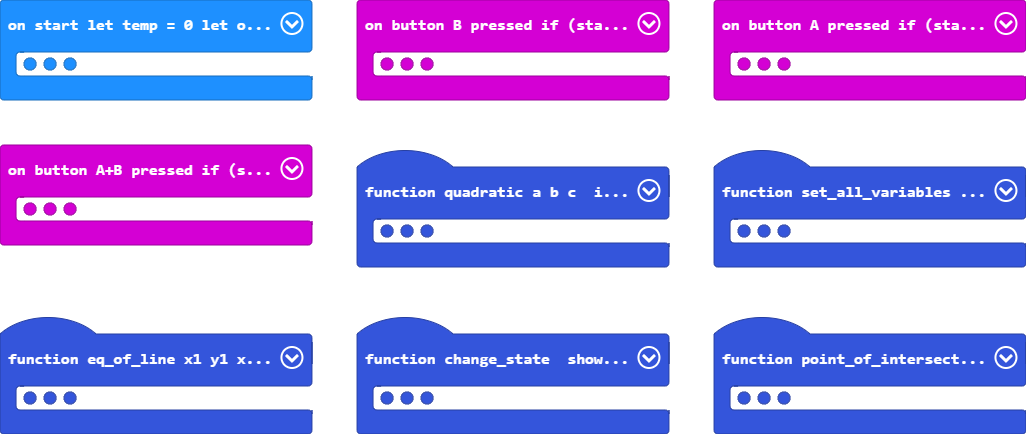 on start let temp = 0 let o...
on button B pressed if (sta...
on button A pressed if (sta...
on button A+B pressed if (s...
function quadratic a b c  i...
function set_all_variables ...
function eq_of_line x1 y1 x...
function change_state  show...
function point_of_intersect...